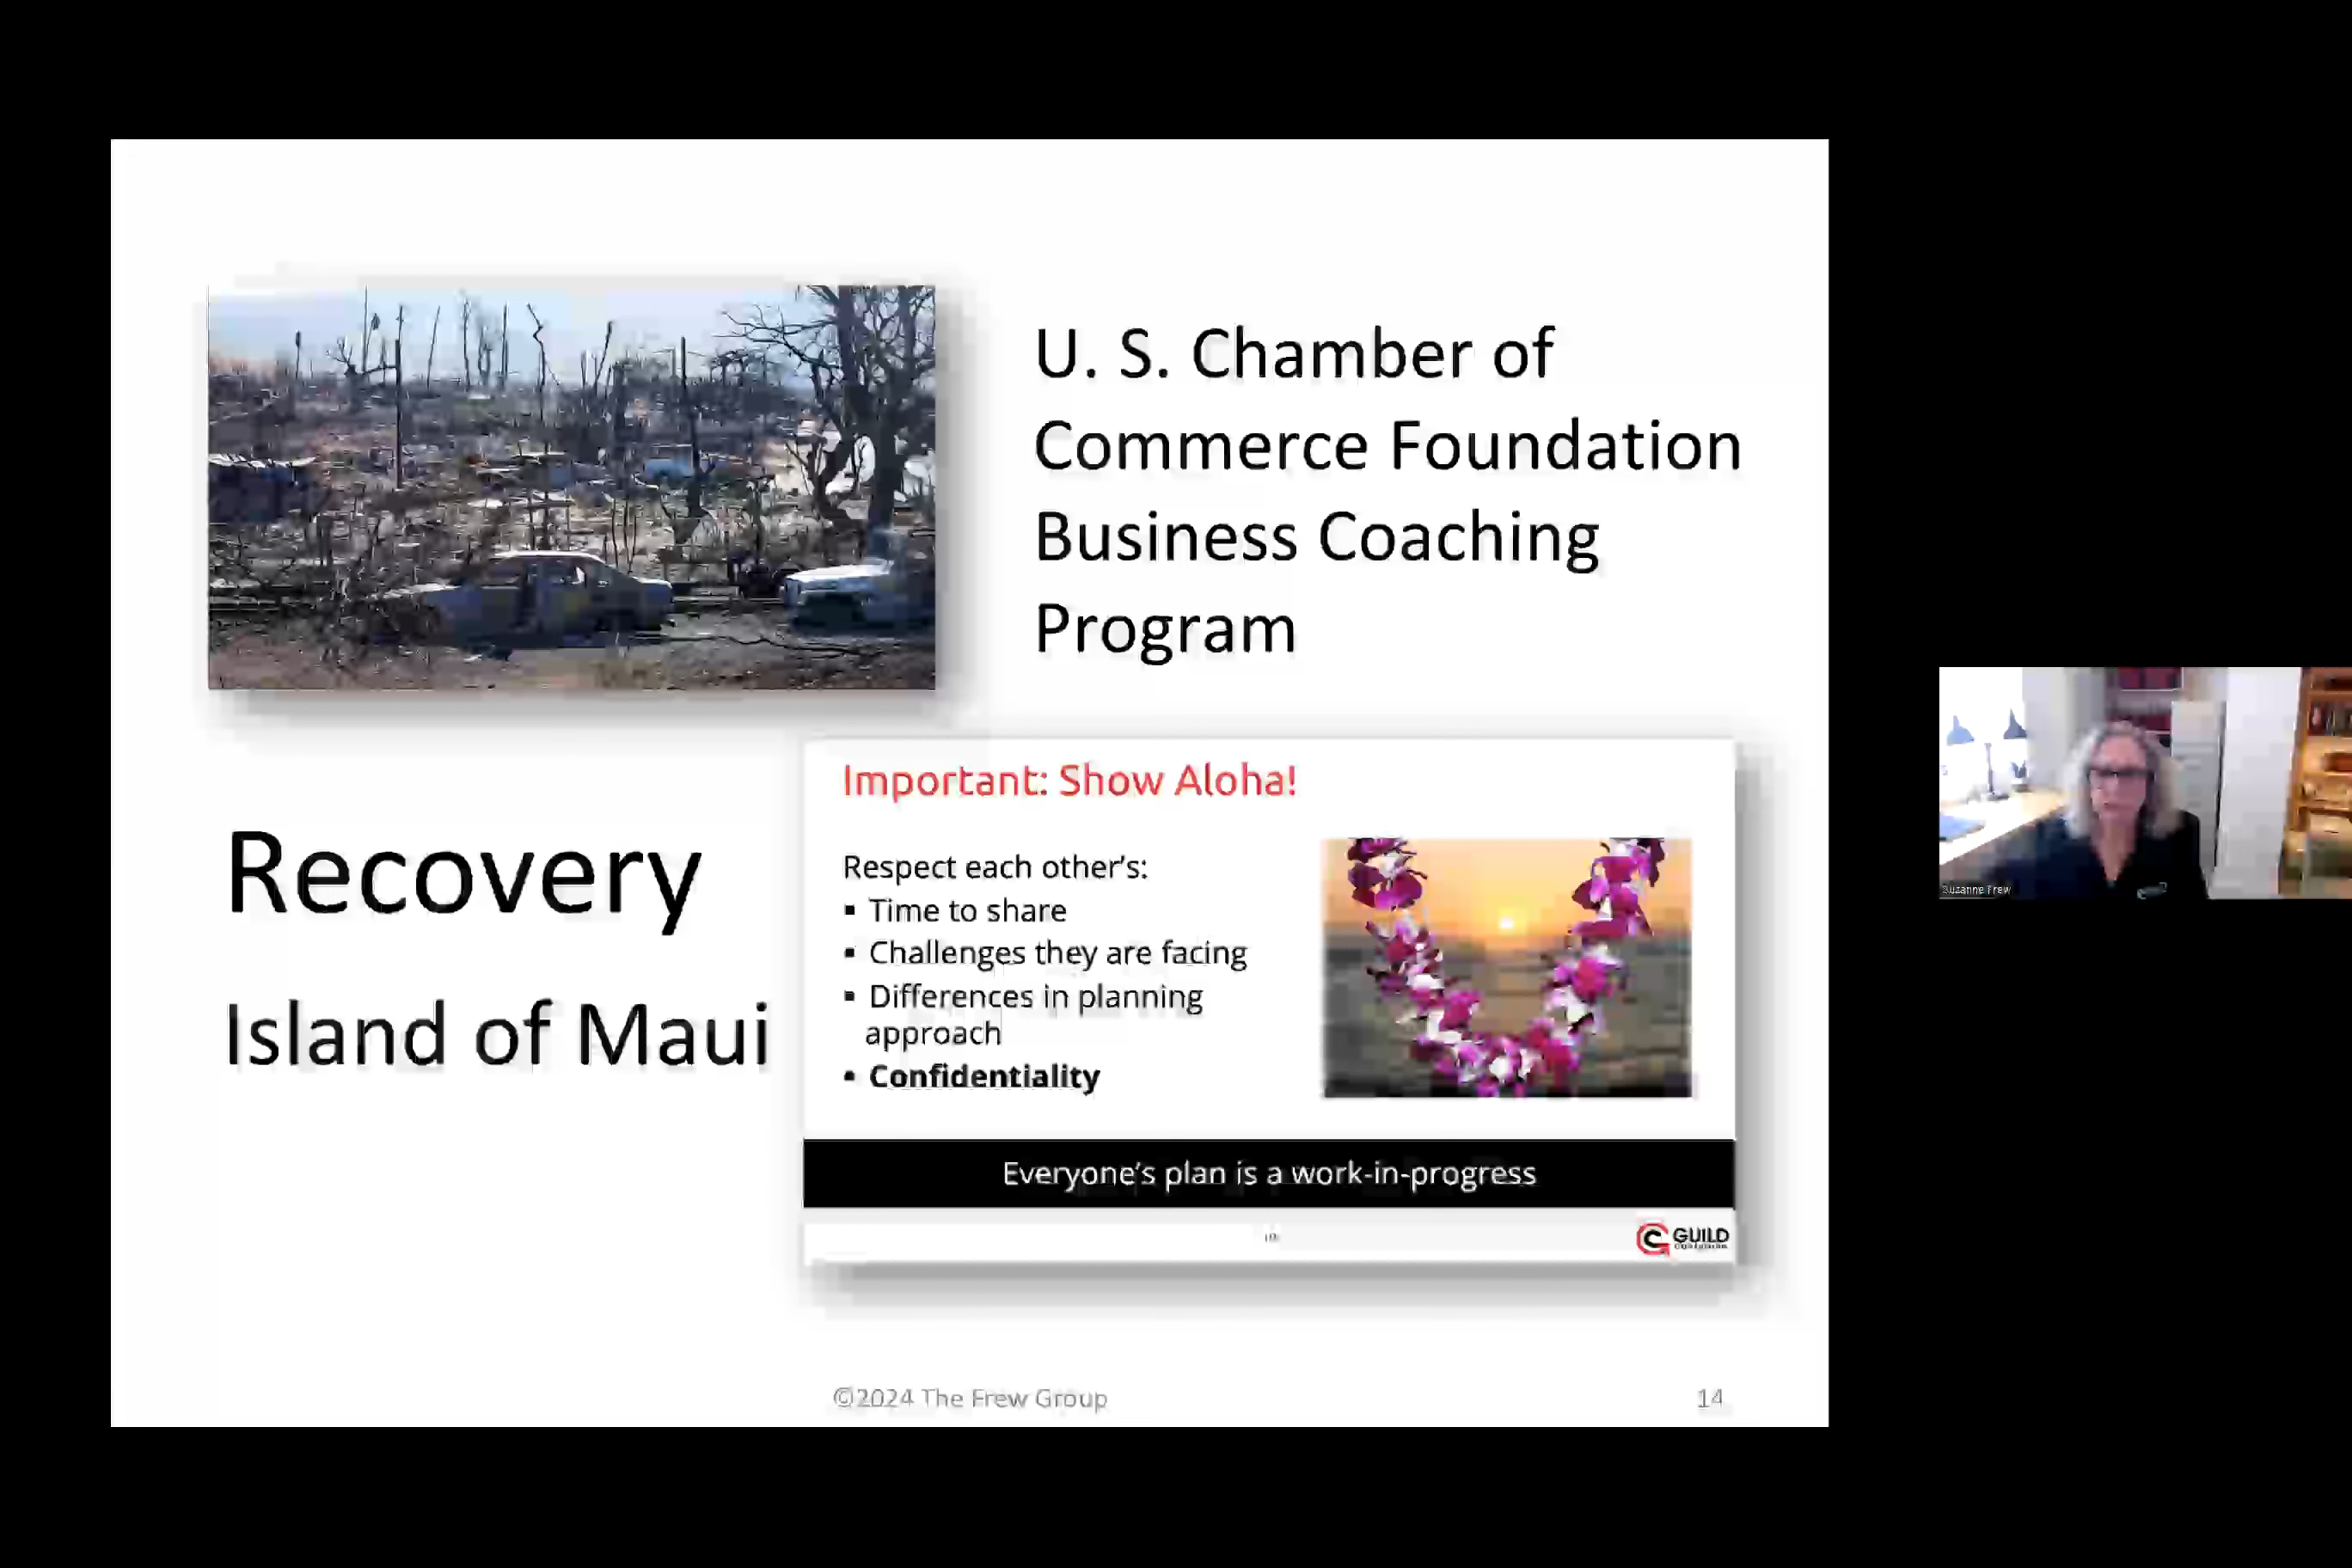 U. S. Chamber of
Commerce Foundation
Business Coaching
Program
Recovery
Island of Maui
Important: Show Aloha!
Respect each other's:
▪ Time to share
▪ Challenges they are facing
▪ Differences in planning
approach
▪ Confidentiality
Everyone's plan is a work-in-progress
GUILD
©2024 The Frew Group
14
Suzanne Frew